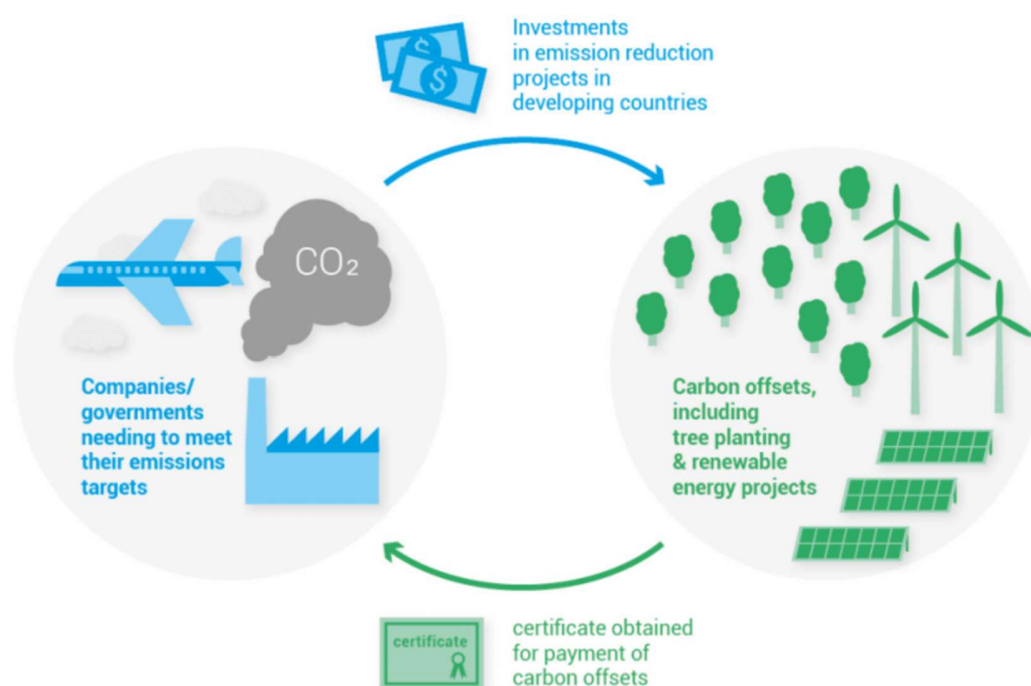 Investments
in emission reduction
projects in
developing countries
CO₂
Companies/
governments
needing to meet
their emissions
targets
Carbon offsets,
including
tree planting
& renewable
energy projects
certificate
certificate obtained
for payment of
carbon offsets